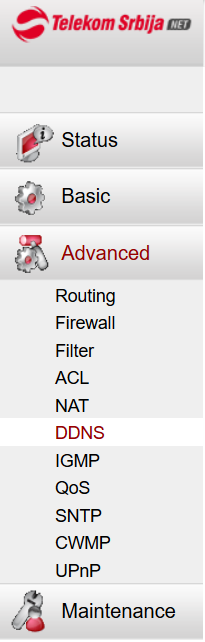 Telekom Srbija NET
Status
Basic
Advanced
Routing
Firewall
Filter
ACL
NAT
DDNS
IGMP
QoS
SNTP
CWMP
UPnP
Maintenance